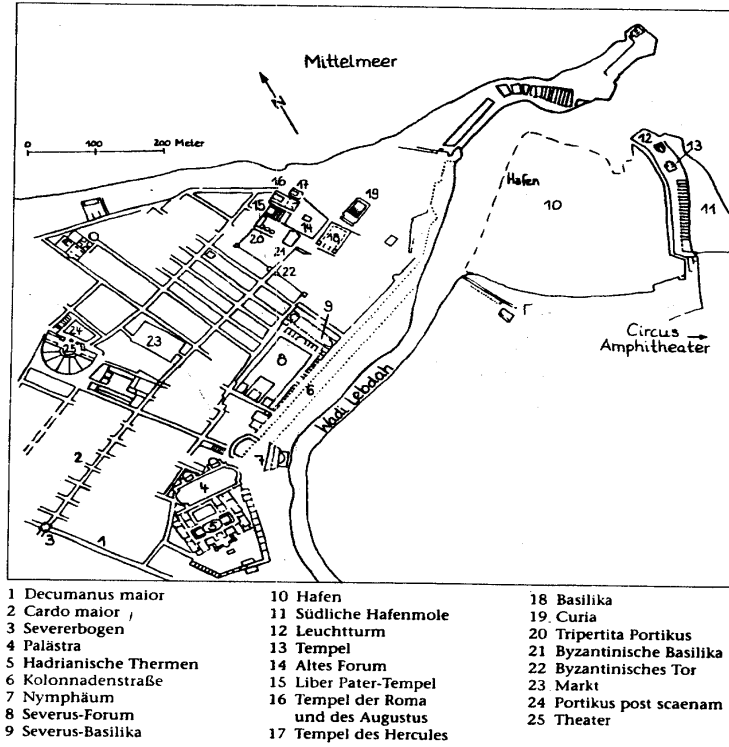 Mittelmeer
N
0 100 200 Meter
16 17
15
19
14
18
20 21
22
9
8
6
23
24
25
2
3
1
4
5
7
Wadi Lebdah
Hafen
10
12
13
11
Circus
Amphitheater
1 Decumanus maior
2 Cardo maior
3 Severerbogen
4 Palästra
5 Hadrianische Thermen
6 Kolonnadenstraße
7 Nymphäum
8 Severus-Forum
9 Severus-Basilika
10 Hafen
11 Südliche Hafenmole
12 Leuchtturm
13 Tempel
14 Altes Forum
15 Liber Pater-Tempel
16 Tempel der Roma
und des Augustus
17 Tempel des Hercules
18 Basilika
19 Curia
20 Tripertita Portikus
21 Byzantinische Basilika
22 Byzantinisches Tor
23 Markt
24 Portikus post scaenam
25 Theater